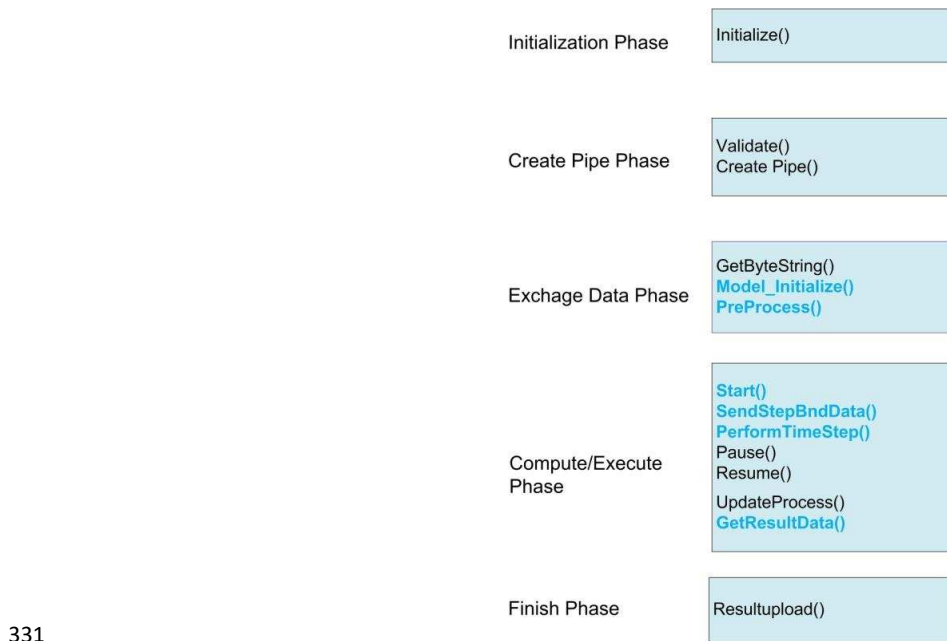 Initialization Phase
Initialize()
Create Pipe Phase
Validate()
Create Pipe()
Exchage Data Phase
GetByteString()
Model_Initialize()
PreProcess()
Compute/Execute
Phase
Start()
SendStepBndData()
PerformTimeStep()
Pause()
Resume()
UpdateProcess()
GetResultData()
Finish Phase
Resultupload()
331